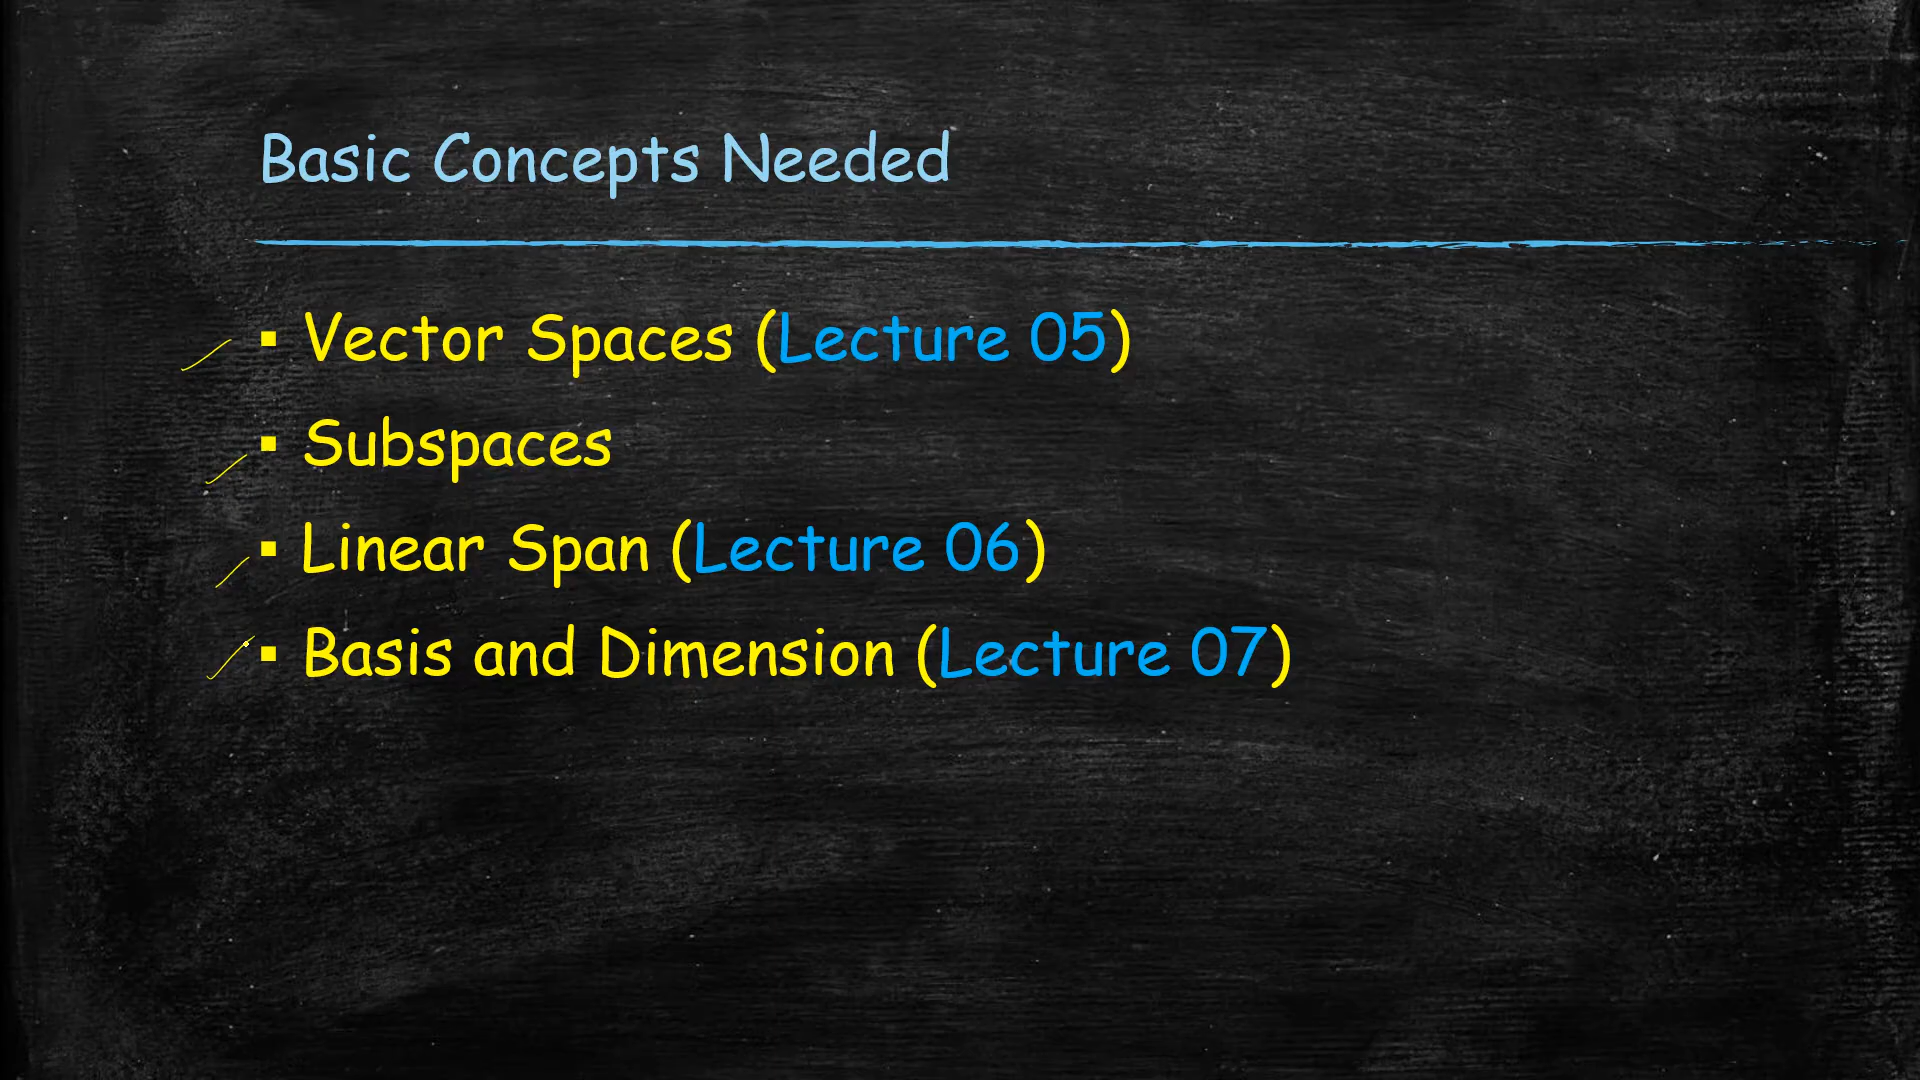 Basic Concepts Needed
▪ Vector Spaces (Lecture 05)
▪ Subspaces
▪ Linear Span (Lecture 06)
▪ Basis and Dimension (Lecture 07)